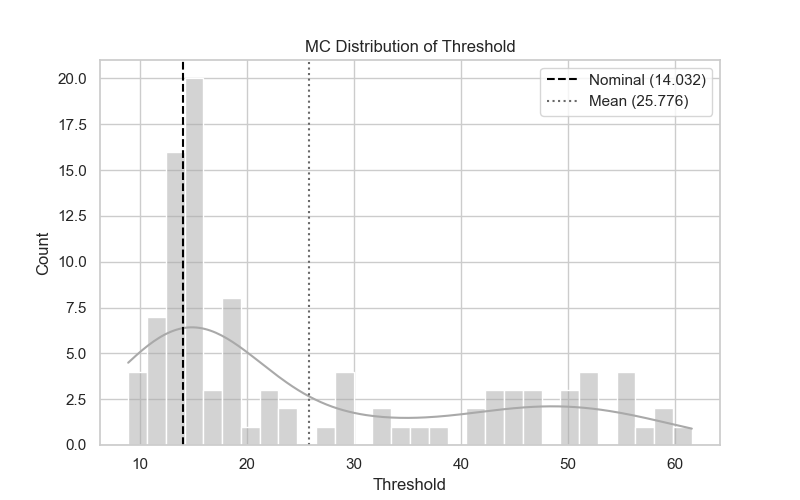 MC Distribution of Threshold
Nominal (14.032)
Mean (25.776)
Count
20.0
17.5
15.0
12.5
10.0
7.5
5.0
2.5
0.0
10 20 30 40 50 60
Threshold